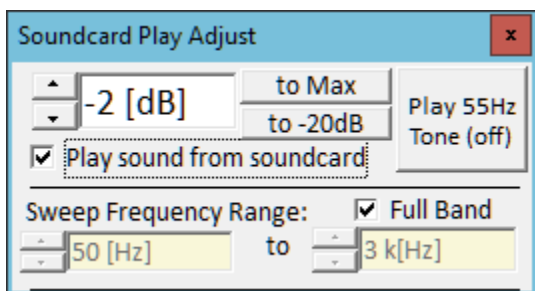 Soundcard Play Adjust
x
-2 [dB]
to Max
to -20dB
Play 55Hz
Tone (off)
Play sound from soundcard
Sweep Frequency Range:
Full Band
50 [Hz]
to
3 k[Hz]